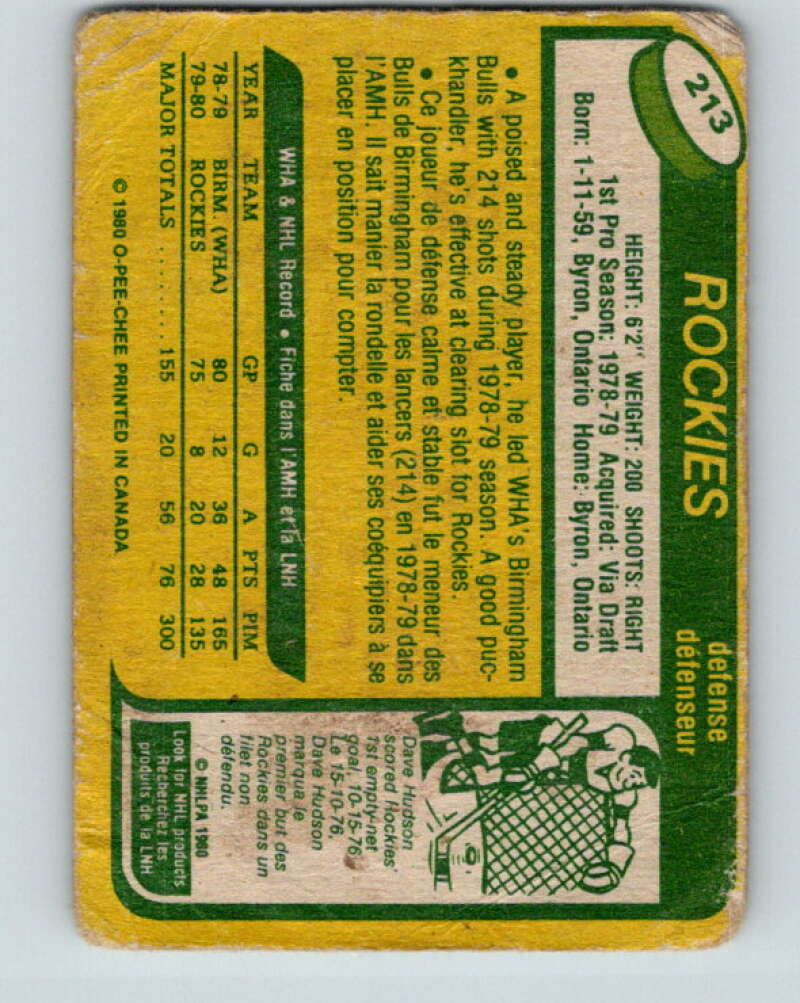 213
ROCKIES
defense
défenseur
HEIGHT: 6'2" WEIGHT: 200 SHOOTS: RIGHT
1st Pro Season: 1978-79 Acquired: Via Draft
Born: 1-11-59, Byron, Ontario Home: Byron, Ontario
• A poised and steady player, he led WHA's Birmingham
Bulls with 214 shots during 1978-79 season. A good puc-
khandler, he's effective at clearing slot for Rockies.
• Ce joueur de défense calme et stable fut le meneur des
Bulls de Birmingham pour les lancers (214) en 1978-79 dans
l'AMH. Il sait manier la rondelle et aider ses coéquipiers à se
placer en position pour compter.
WHA & NHL Record • Fiche dans l'AMH et la LNH
YEAR TEAM GP G A PTS PIM
78-79 BIRM. (WHA) 80 12 36 48 165
79-80 ROCKIES 75 8 20 28 135
MAJOR TOTALS ......... 155 20 56 76 300
© 1980 O-PEE-CHEE PRINTED IN CANADA
Dave Hudson
scored Rockies'
1st empty-net
goal, 10-15-76
Le 15-10-76,
Dave Hudson
marqua le
premier but des
Rockies dans un
filet non
défendu.
© NHLPA 1980
Look for NHL products
Recherchez les
produits de la LNH